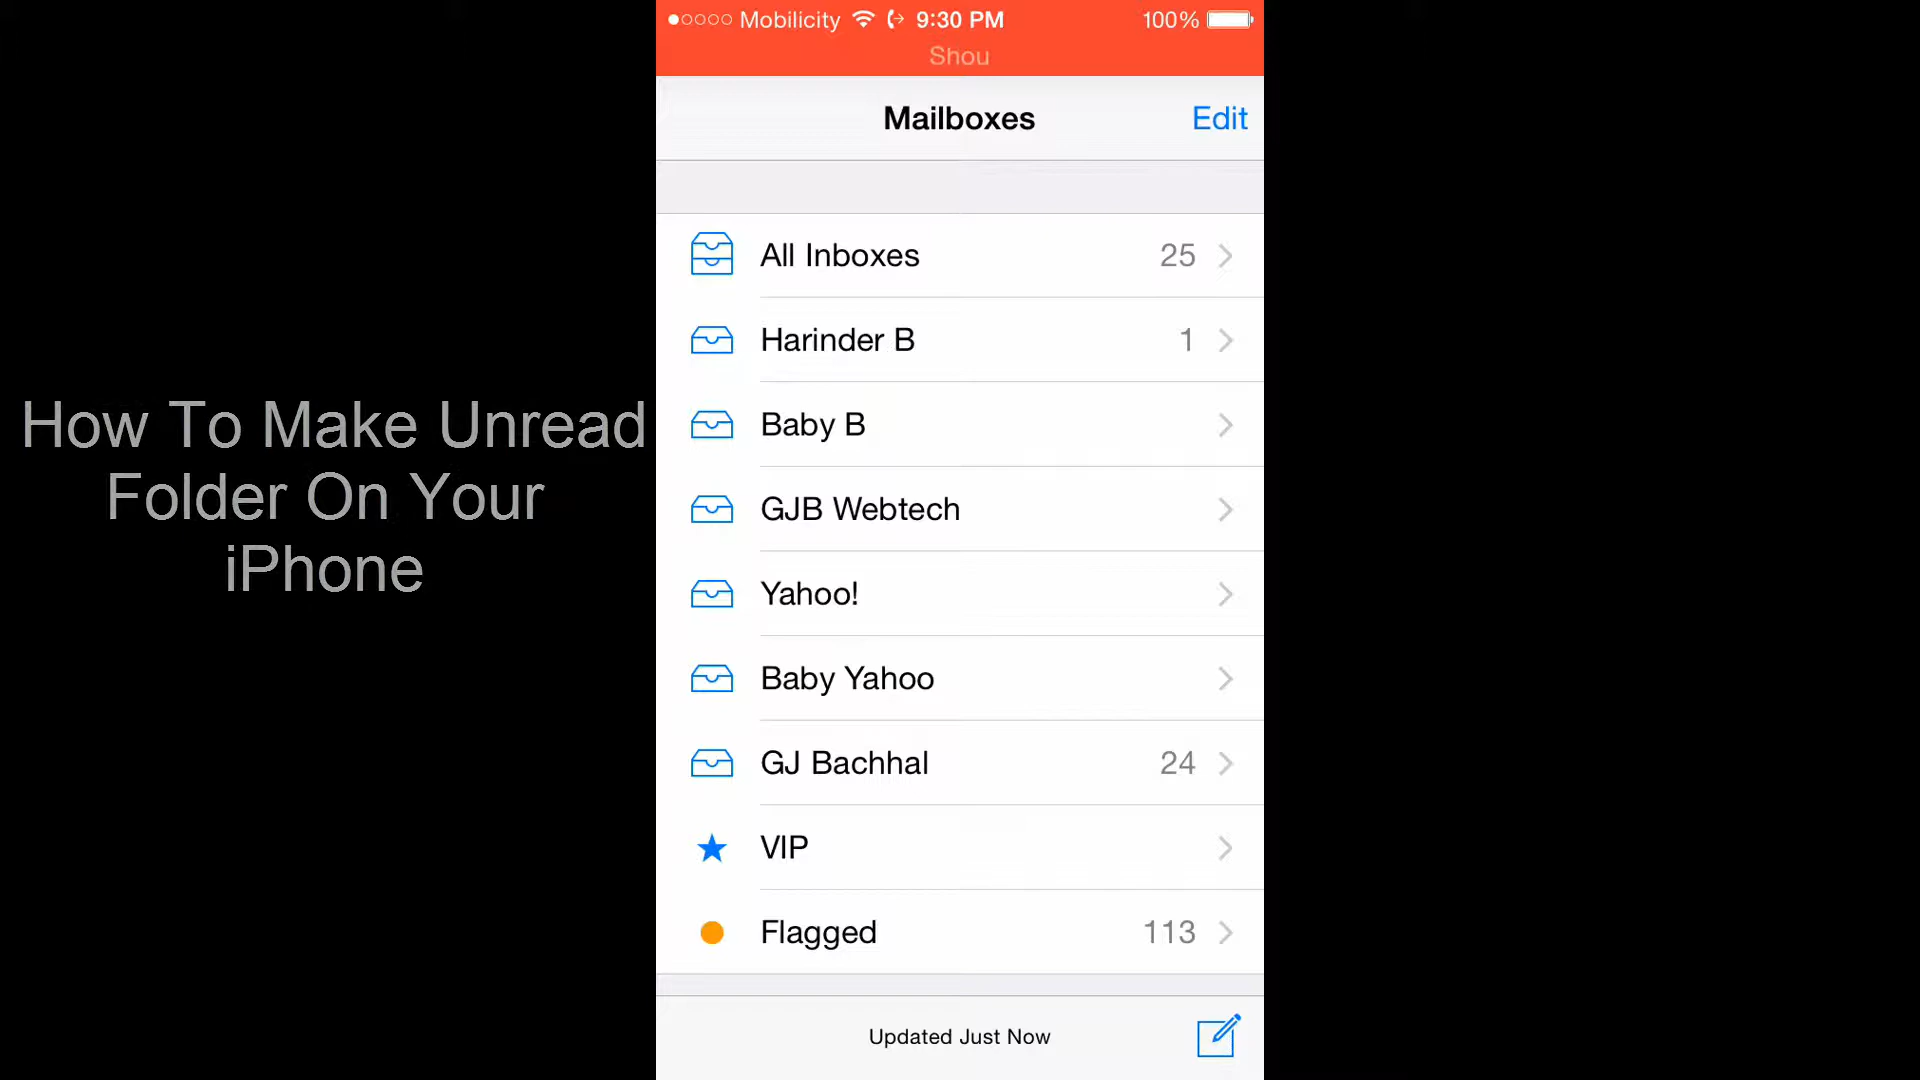 Mobilicity 9:30 PM 100%
Shou
Mailboxes Edit
All Inboxes 25
Harinder B 1
Baby B
GJB Webtech
Yahoo!
Baby Yahoo
GJ Bachhal 24
VIP
Flagged 113
Updated Just Now
How To Make Unread
Folder On Your
iPhone